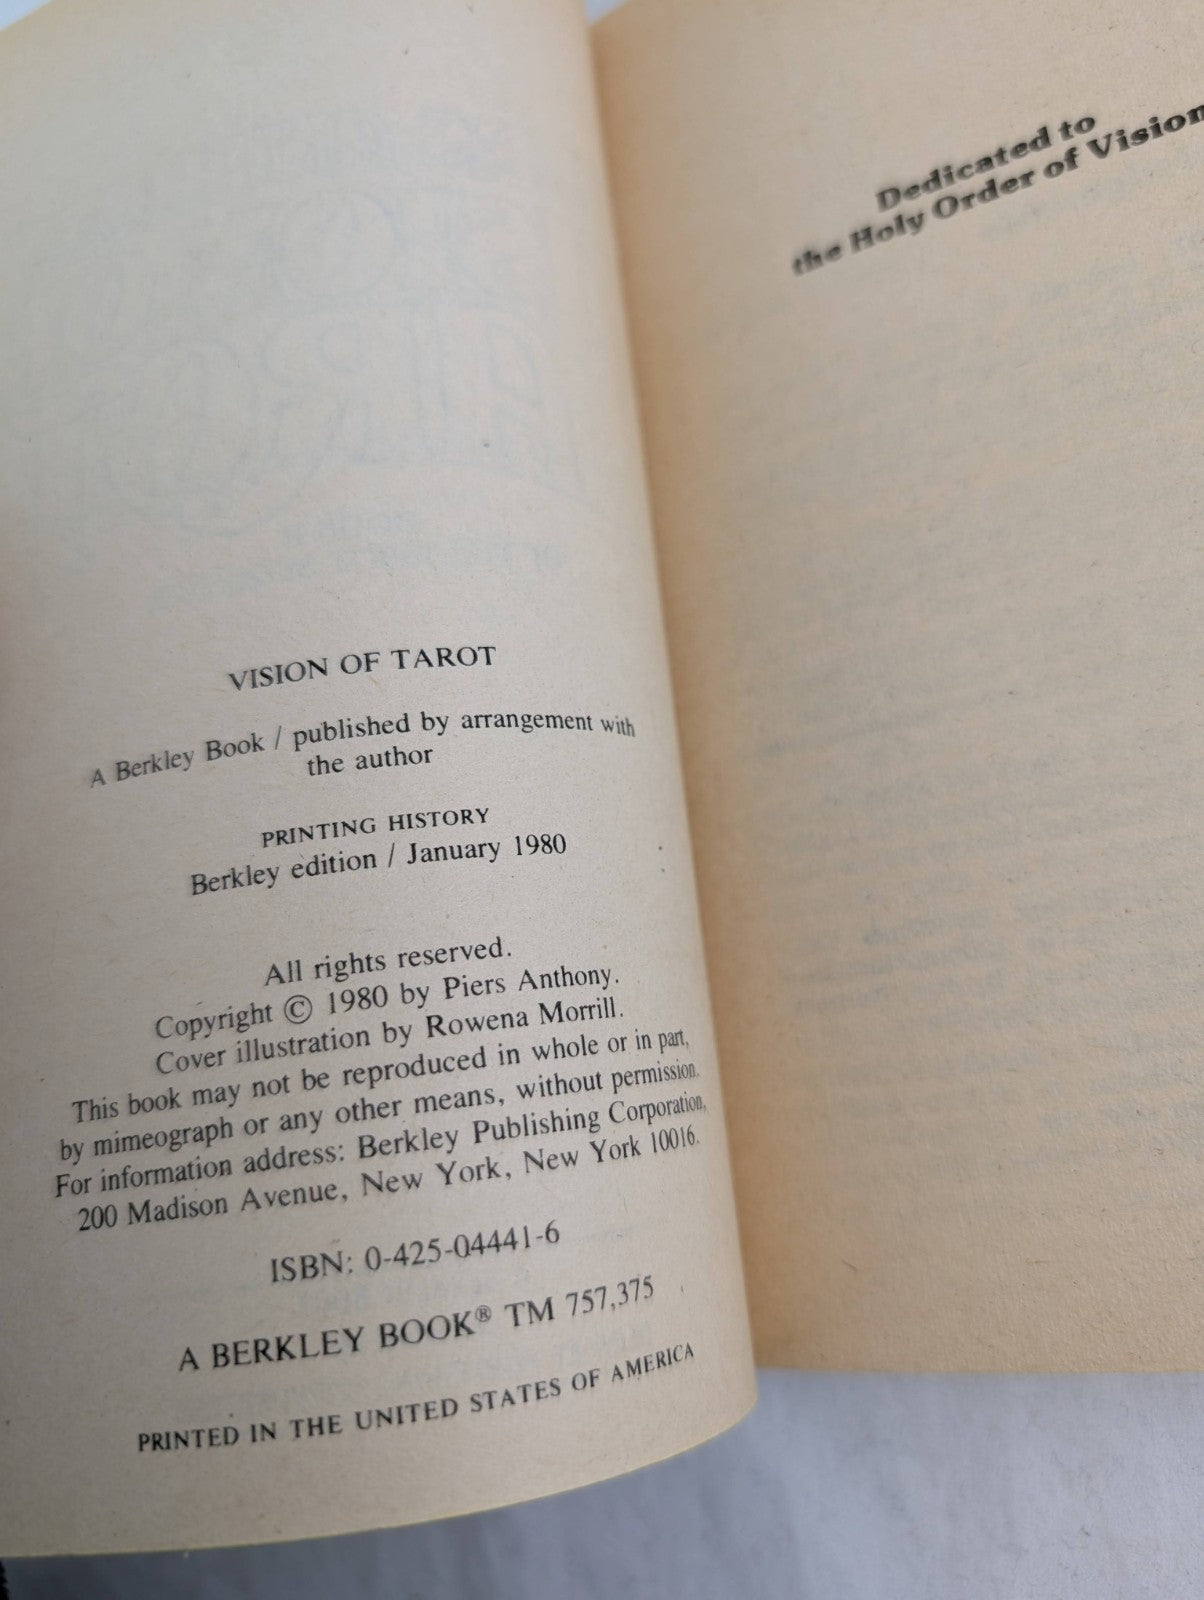 VISION OF TAROT
A Berkley Book / published by arrangement with
the author
PRINTING HISTORY
Berkley edition / January 1980
All rights reserved.
Copyright © 1980 by Piers Anthony.
Cover illustration by Rowena Morrill.
This book may not be reproduced in whole or in part,
by mimeograph or any other means, without permission.
For information address: Berkley Publishing Corporation,
200 Madison Avenue, New York, New York 10016.
ISBN: 0-425-04441-6
A BERKLEY BOOK® TM 757,375
PRINTED IN THE UNITED STATES OF AMERICA
Dedicated to
the Holy Order of Vision